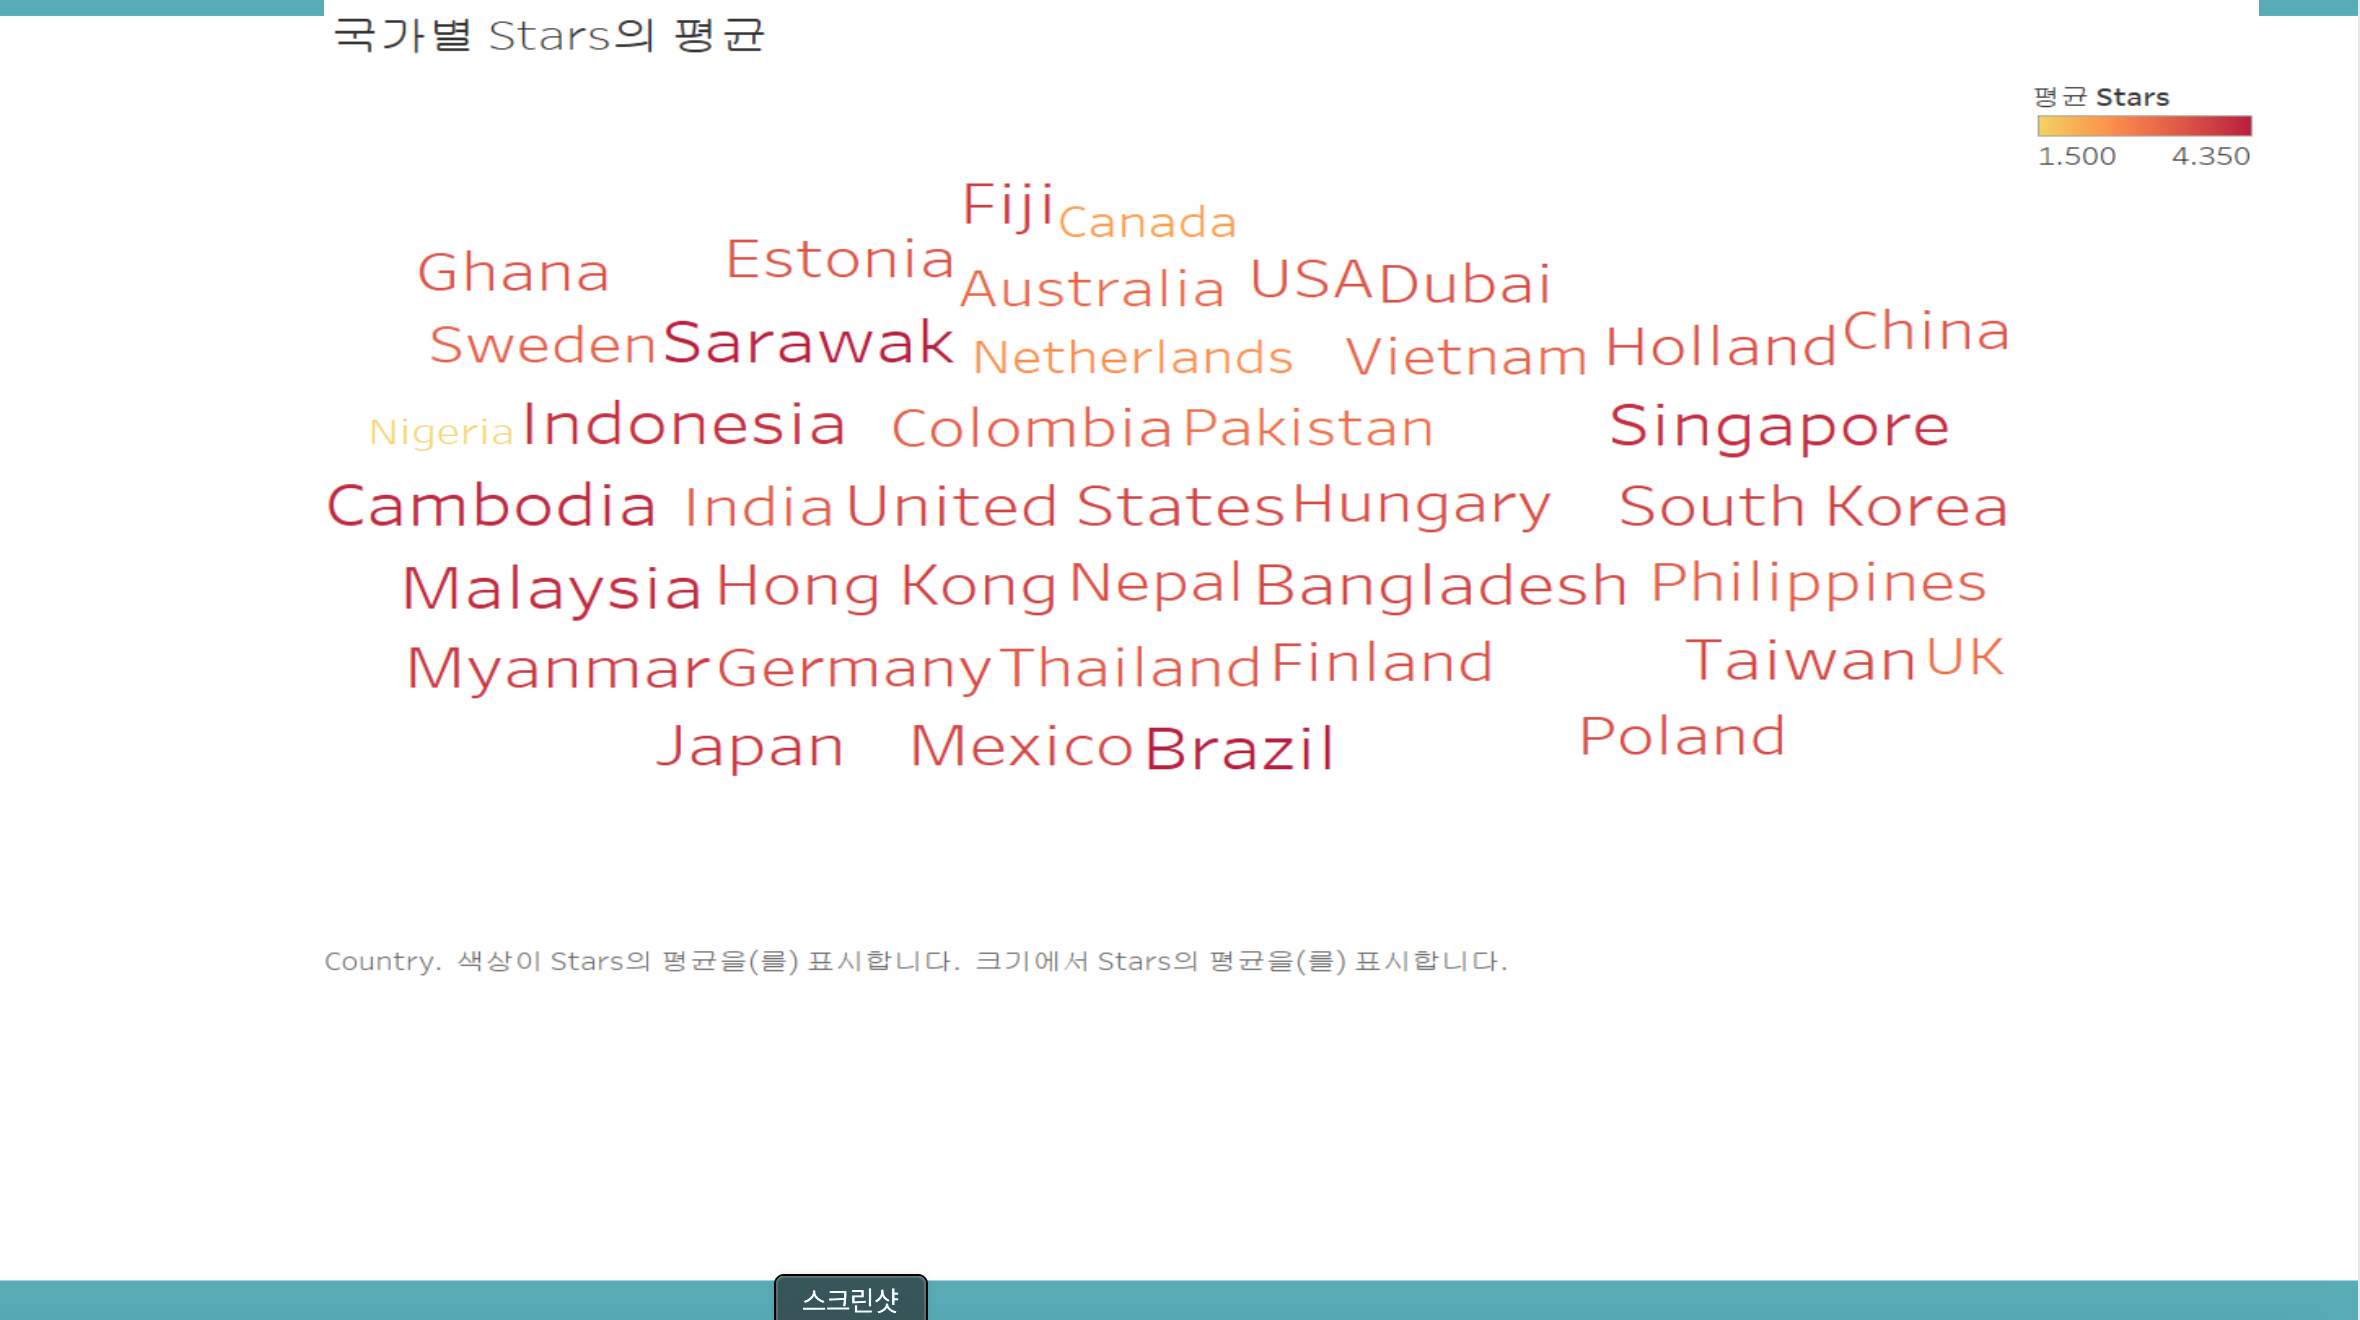 국가별 Stars의 평균
평균 Stars
1.500 4.350
Fiji Canada
Ghana Estonia Australia USA Dubai
Sweden Sarawak Netherlands Vietnam Holland China
Nigeria Indonesia Colombia Pakistan Singapore
Cambodia India United States Hungary South Korea
Malaysia Hong Kong Nepal Bangladesh Philippines
Myanmar Germany Thailand Finland Taiwan UK
Japan Mexico Brazil Poland
Country. 색상이 Stars의 평균을(를) 표시합니다. 크기에서 Stars의 평균을(를) 표시합니다.
스크린샷